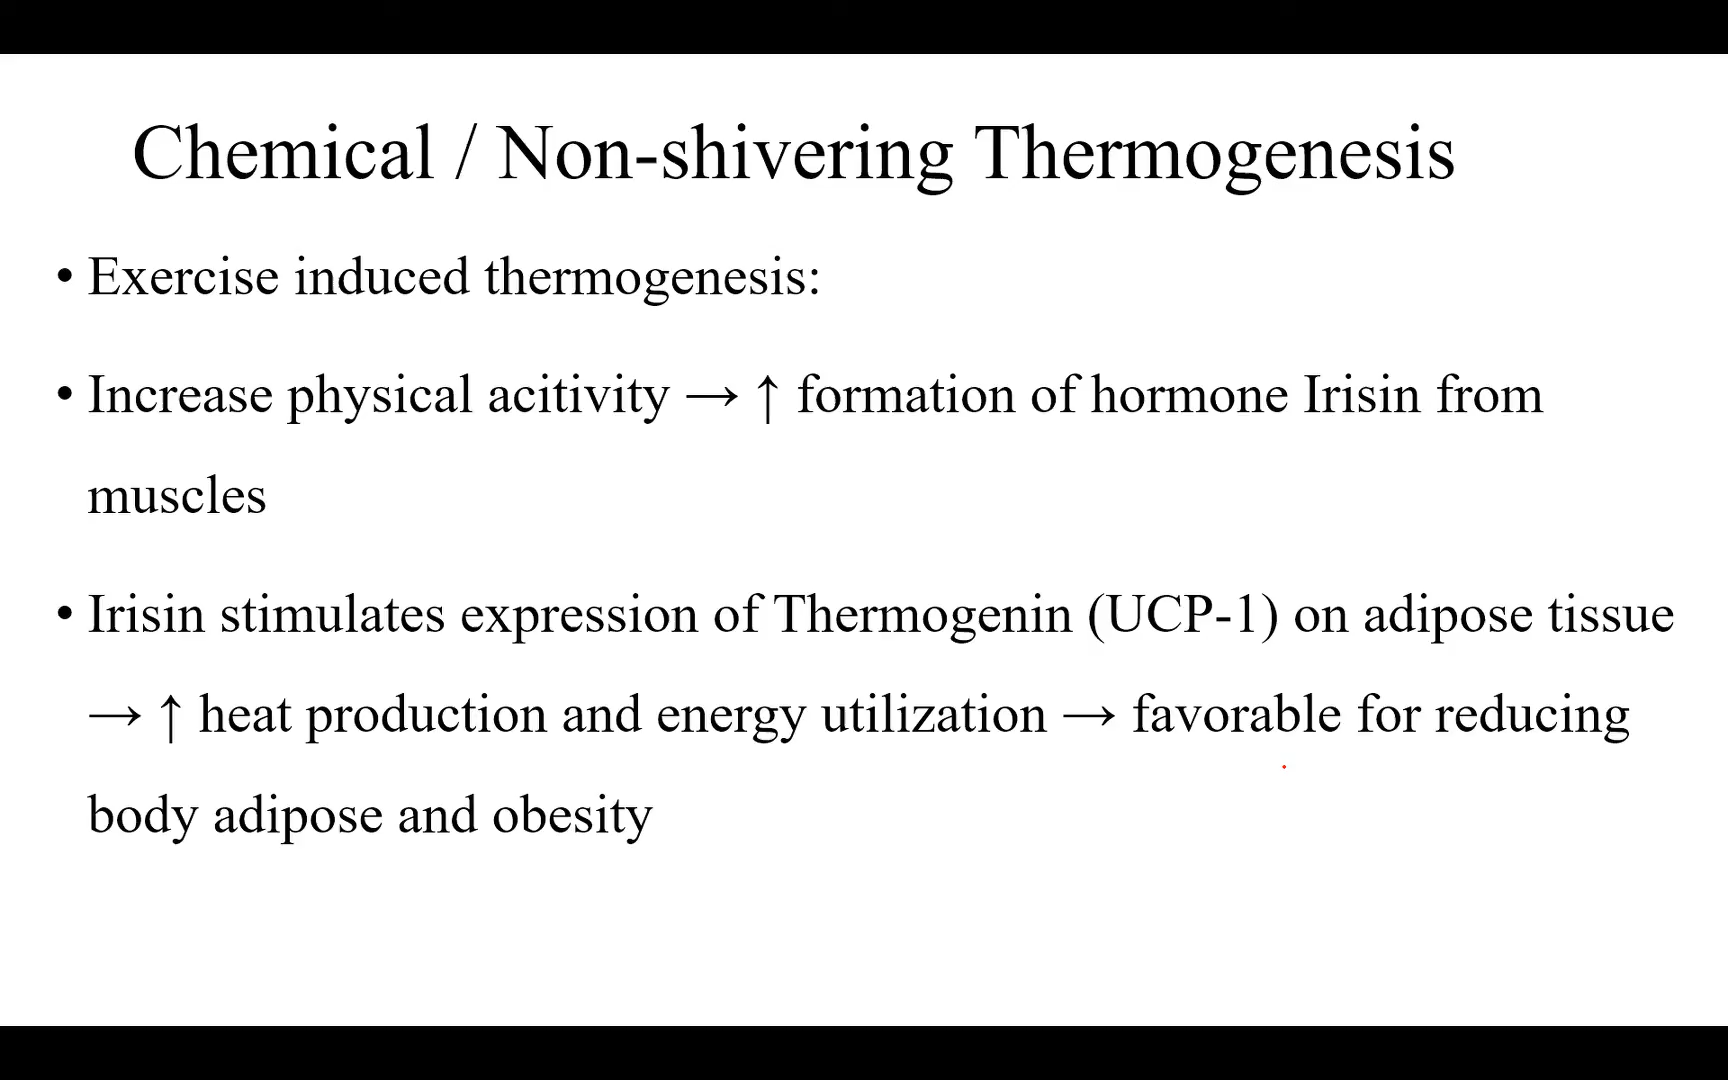 Chemical / Non-shivering Thermogenesis
• Exercise induced thermogenesis:
• Increase physical acitivity → ↑ formation of hormone Irisin from
muscles
• Irisin stimulates expression of Thermogenin (UCP-1) on adipose tissue
→ ↑ heat production and energy utilization → favorable for reducing
body adipose and obesity